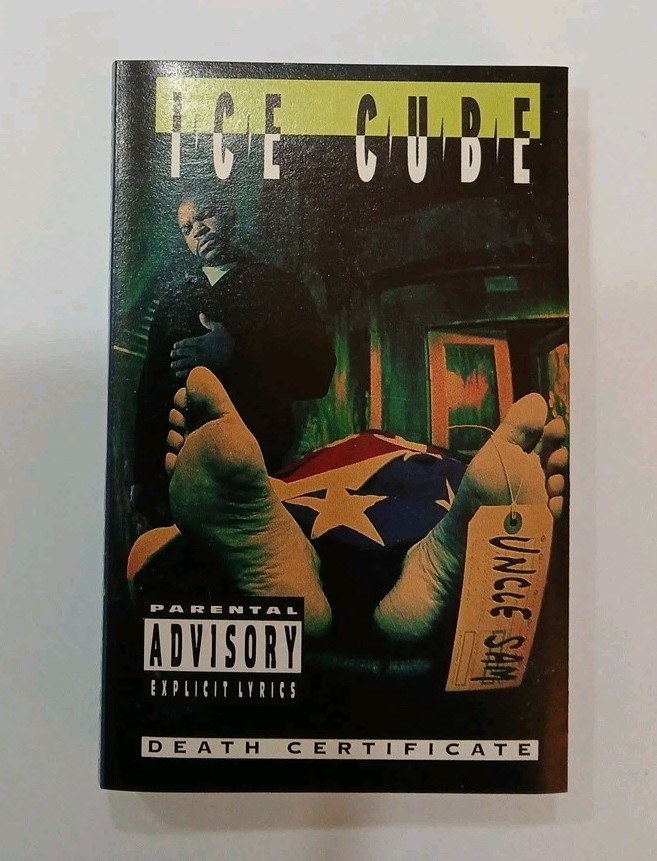 ICE CUBE
UNCLE SAM
PARENTAL
ADVISORY
EXPLICIT LYRICS
DEATH CERTIFICATE